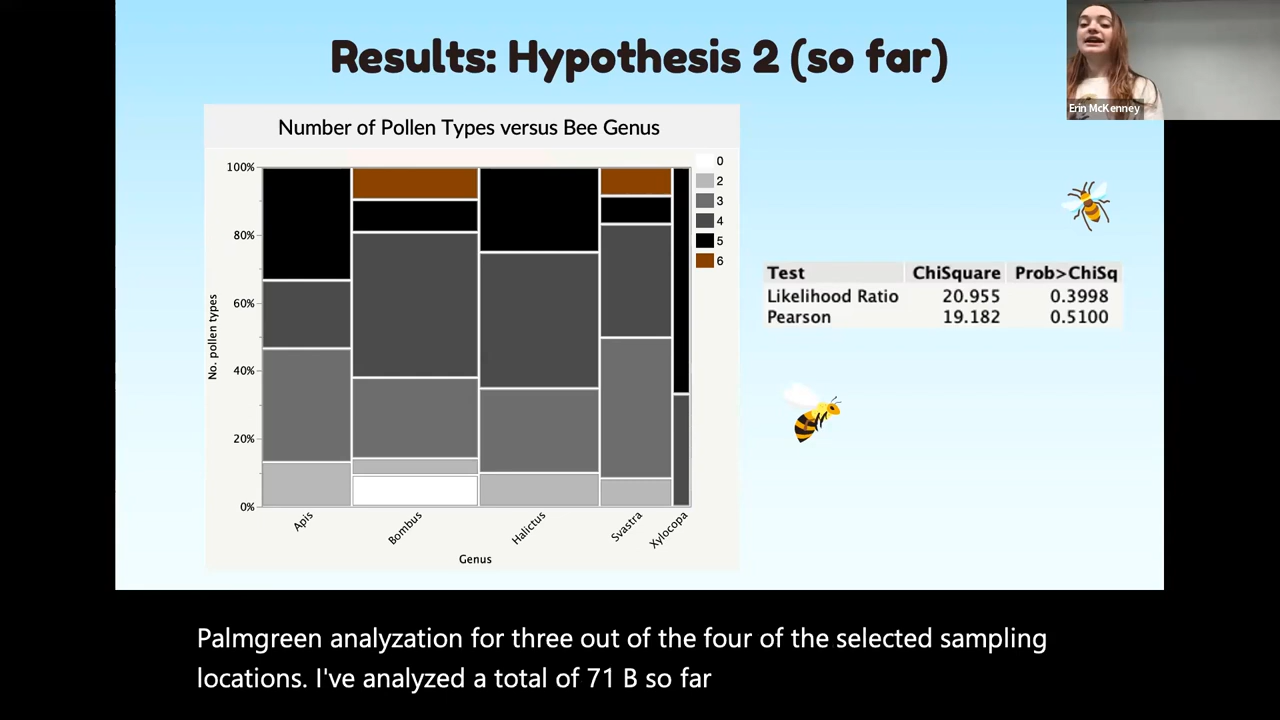 Results: Hypothesis 2 (so far)
Erin McKenney
Number of Pollen Types versus Bee Genus
100%
80%
60%
40%
20%
0%
No. pollen types
0
2
3
4
5
6
Apis
Bombus
Halictus
Svastra
Xylocopa
Genus
Test ChiSquare Prob>ChiSq
Likelihood Ratio 20.955 0.3998
Pearson 19.182 0.5100
Palmgreen analyzation for three out of the four of the selected sampling
locations. I've analyzed a total of 71 B so far